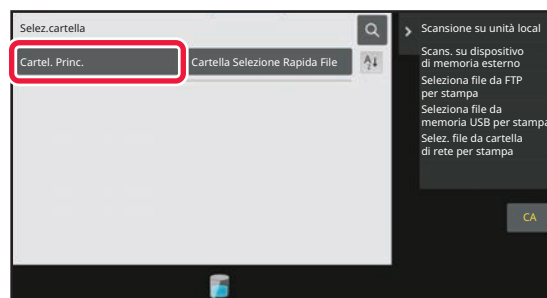 Selez.cartella
Cartel. Princ.
Cartella Selezione Rapida File
Scansione su unità local
Scans. su dispositivo
di memoria esterno
Seleziona file da FTP
per stampa
Seleziona file da
memoria USB per stampa
Selez. file da cartella
di rete per stampa
CA